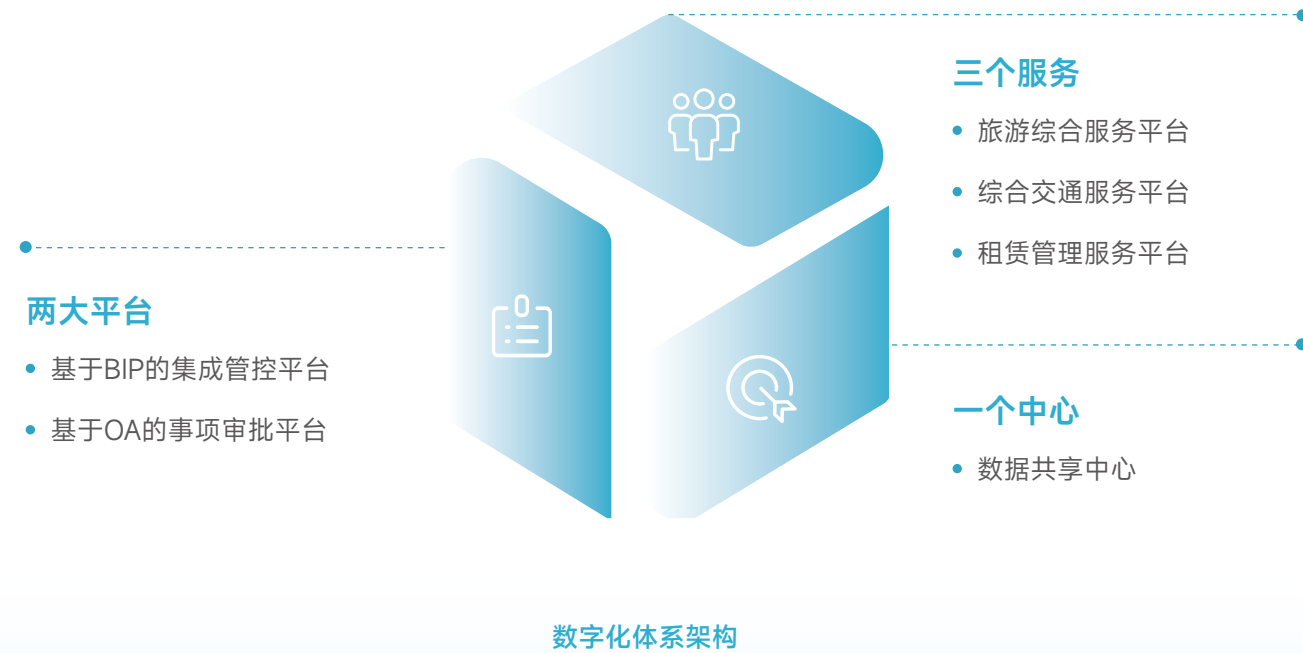 三个服务
旅游综合服务平台
综合交通服务平台
租赁管理服务平台
两大平台
基于BIP的集成管控平台
基于OA的事项审批平台
一个中心
数据共享中心
数字化体系架构